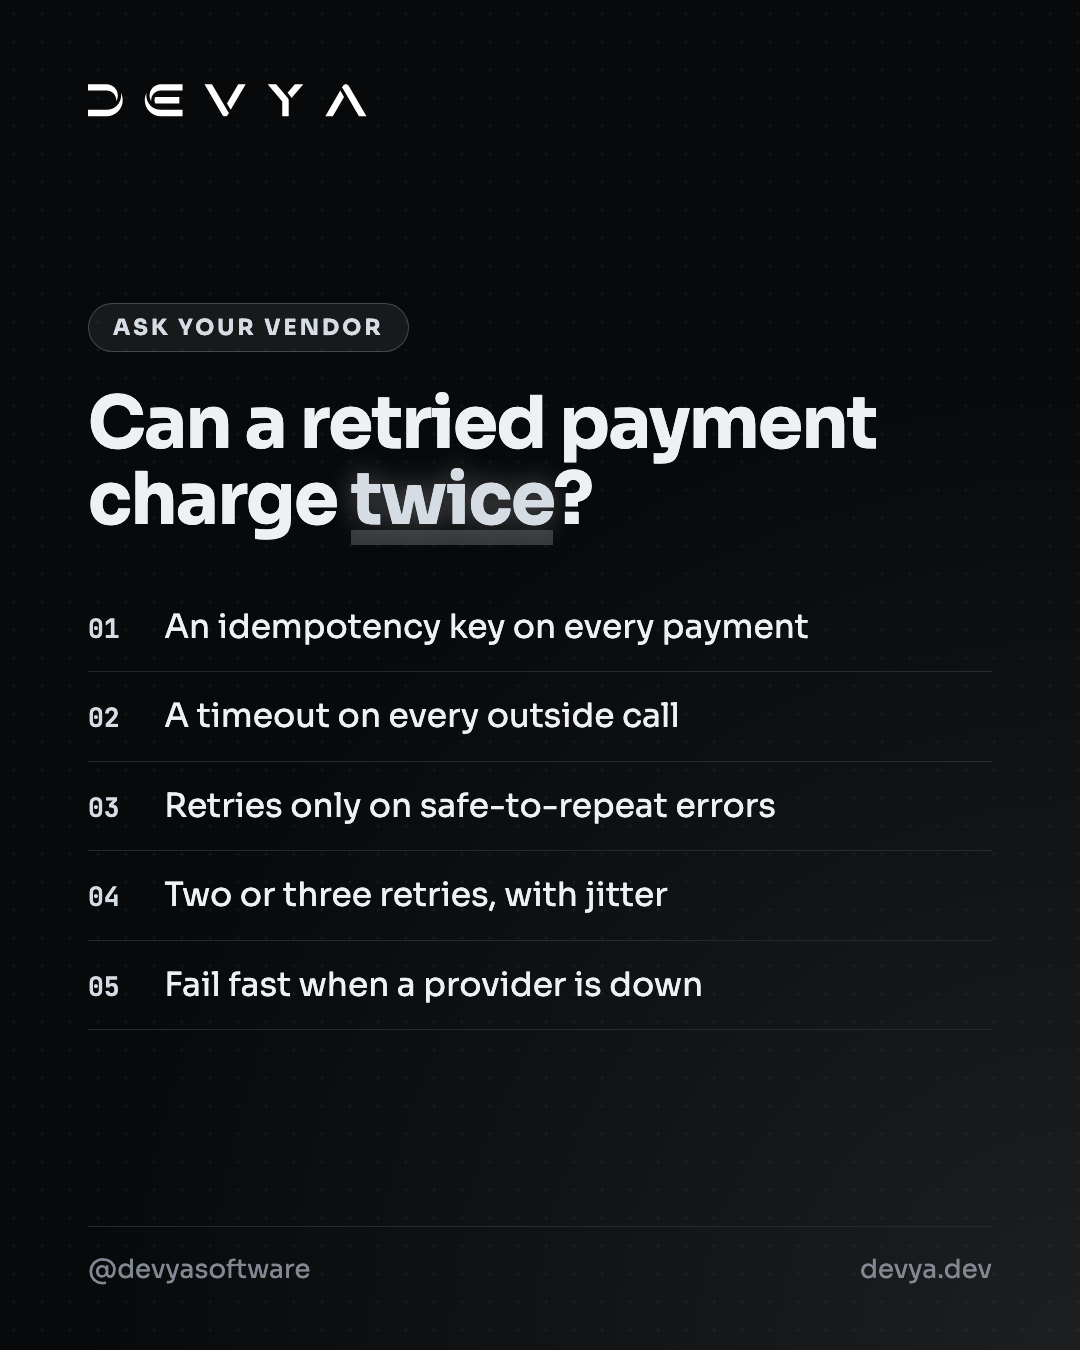 DEVYA
ASK YOUR VENDOR
Can a retried payment
charge twice?
01 An idempotency key on every payment
02 A timeout on every outside call
03 Retries only on safe-to-repeat errors
04 Two or three retries, with jitter
05 Fail fast when a provider is down
@devyasoftware devya.dev